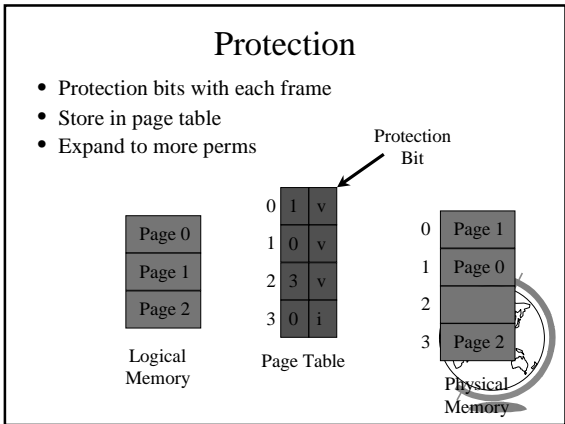 Protection
• Protection bits with each frame
• Store in page table
• Expand to more perms
Protection
Bit
Page 0
Page 1
Page 2
Logical
Memory
0 1 v
1 0 v
2 3 v
3 0 i
Page Table
0 Page 1
1 Page 0
2
3 Page 2
Physical
Memory